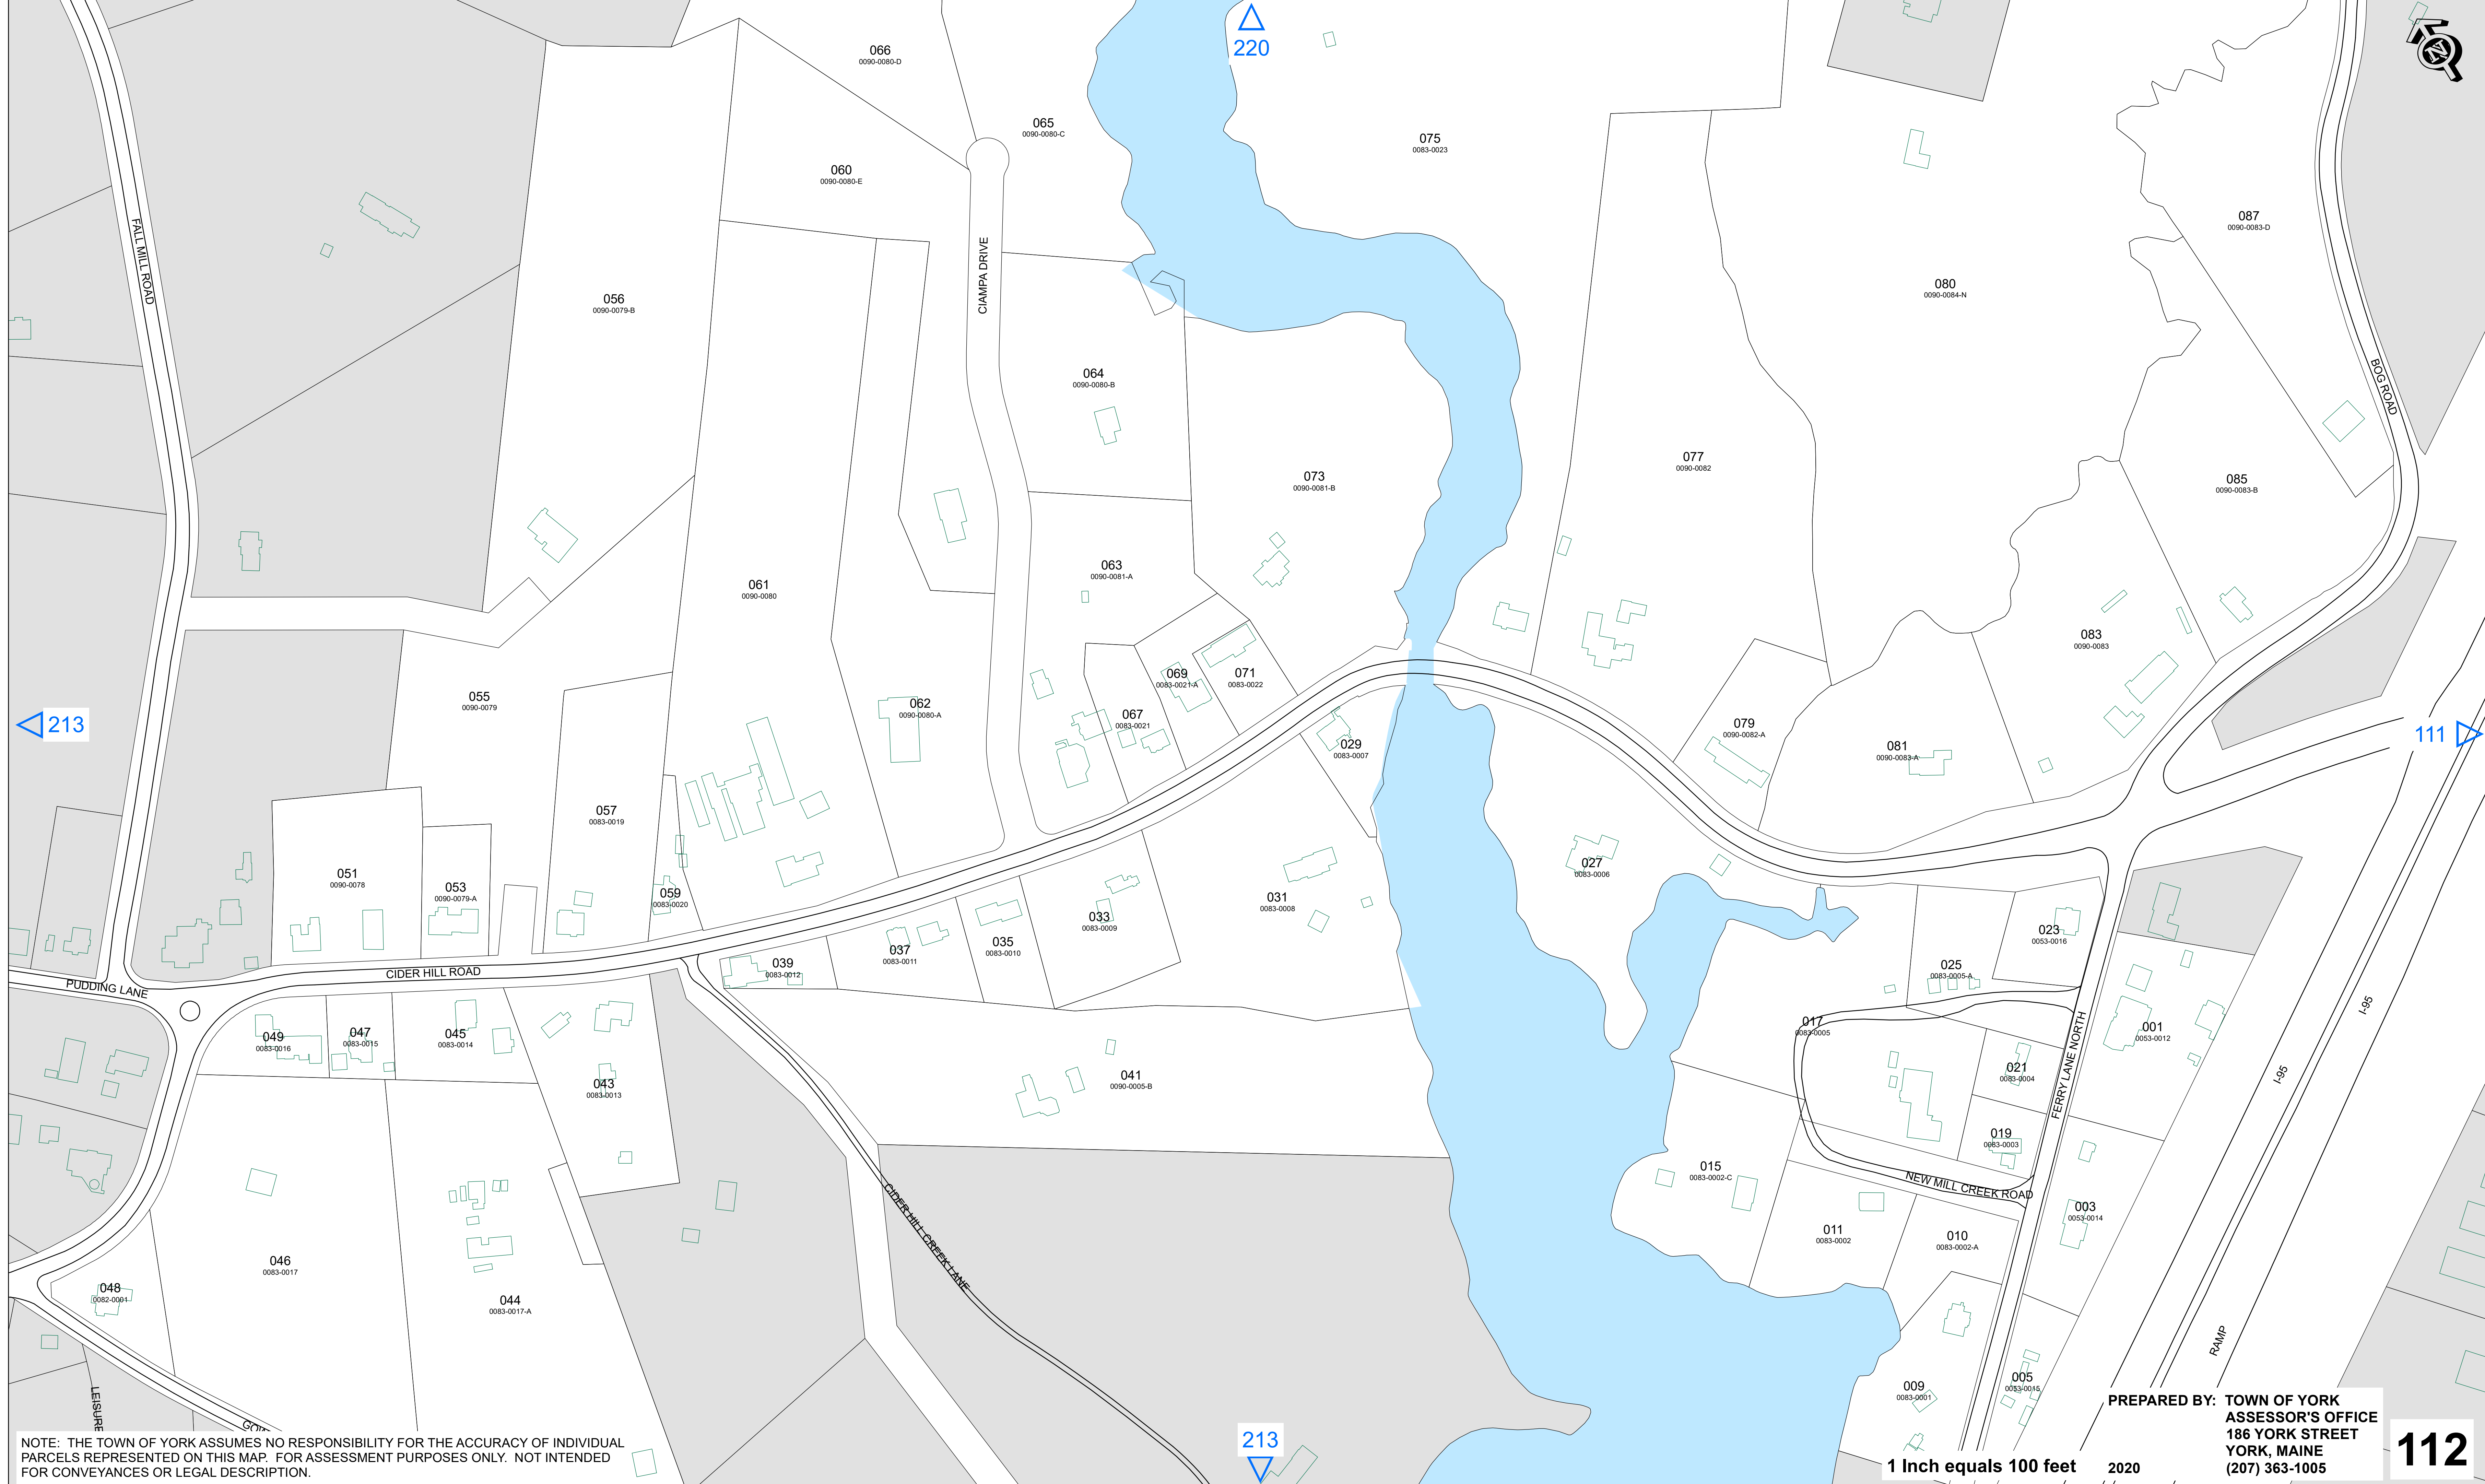 220
N
066
0090-0080-D
065
0090-0080-C
075
0083-0023
060
0090-0080-E
087
0090-0083-D
FALL MILL ROAD
056
0090-0079-B
CIAMPA DRIVE
080
0090-0084-N
064
0090-0080-B
BOG ROAD
077
0090-0082
073
0090-0081-B
085
0090-0083-B
061
0090-0080
063
0090-0081-A
083
0090-0083
069
0083-0021-A
071
0083-0022
055
0090-0079
062
0090-0080-A
067
0083-0021
213
079
0090-0082-A
111
029
0083-0007
081
0090-0083-A
057
0083-0019
027
0083-0006
051
0090-0078
053
0090-0079-A
059
0083-0020
031
0083-0008
033
0083-0009
023
0053-0016
035
0083-0010
037
0083-0011
039
0083-0012
025
0083-0005-A
CIDER HILL ROAD
PUDDING LANE
I-95
017
0083-0005
001
0053-0012
049
0083-0016
047
0083-0015
045
0083-0014
FERRY LANE NORTH
021
0083-0004
I-95
041
0090-0005-B
043
0083-0013
019
0083-0003
015
0083-0002-C
NEW MILL CREEK ROAD
003
0053-0014
011
0083-0002
010
0083-0002-A
CIDER HILL CREEK LANE
046
0083-0017
048
0082-0001
044
0083-0017-A
RAMP
005
0053-0015
009
0083-0001
LEISURE
213
NOTE: THE TOWN OF YORK ASSUMES NO RESPONSIBILITY FOR THE ACCURACY OF INDIVIDUAL
PARCELS REPRESENTED ON THIS MAP. FOR ASSESSMENT PURPOSES ONLY. NOT INTENDED
FOR CONVEYANCES OR LEGAL DESCRIPTION.
PREPARED BY: TOWN OF YORK
ASSESSOR'S OFFICE
186 YORK STREET
YORK, MAINE
(207) 363-1005
1 Inch equals 100 feet
2020
112